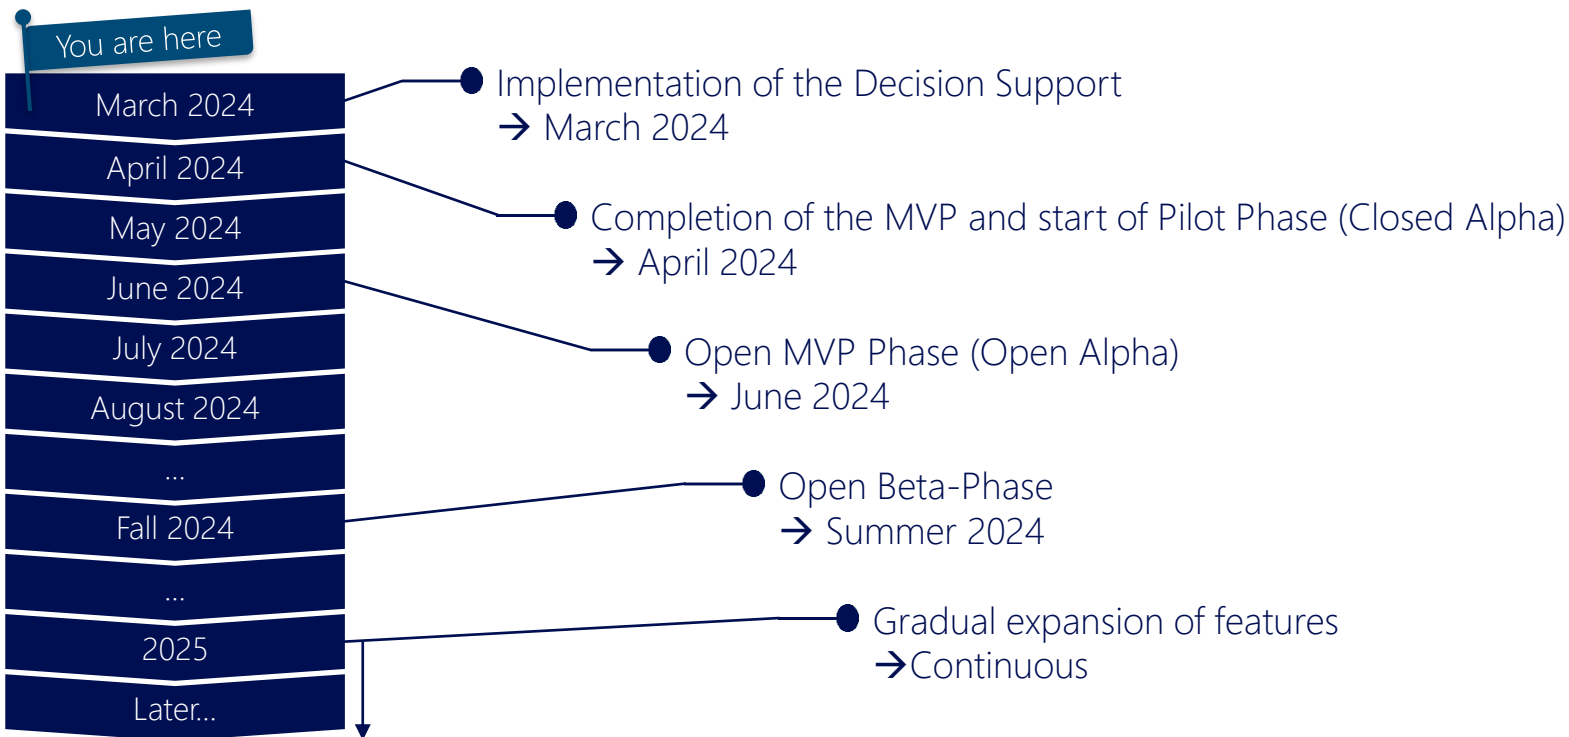 You are here
March 2024
April 2024
May 2024
June 2024
July 2024
August 2024
...
Fall 2024
...
2025
Later...
Implementation of the Decision Support
→ March 2024
Completion of the MVP and start of Pilot Phase (Closed Alpha)
→ April 2024
Open MVP Phase (Open Alpha)
→ June 2024
Open Beta-Phase
→ Summer 2024
Gradual expansion of features
→Continuous